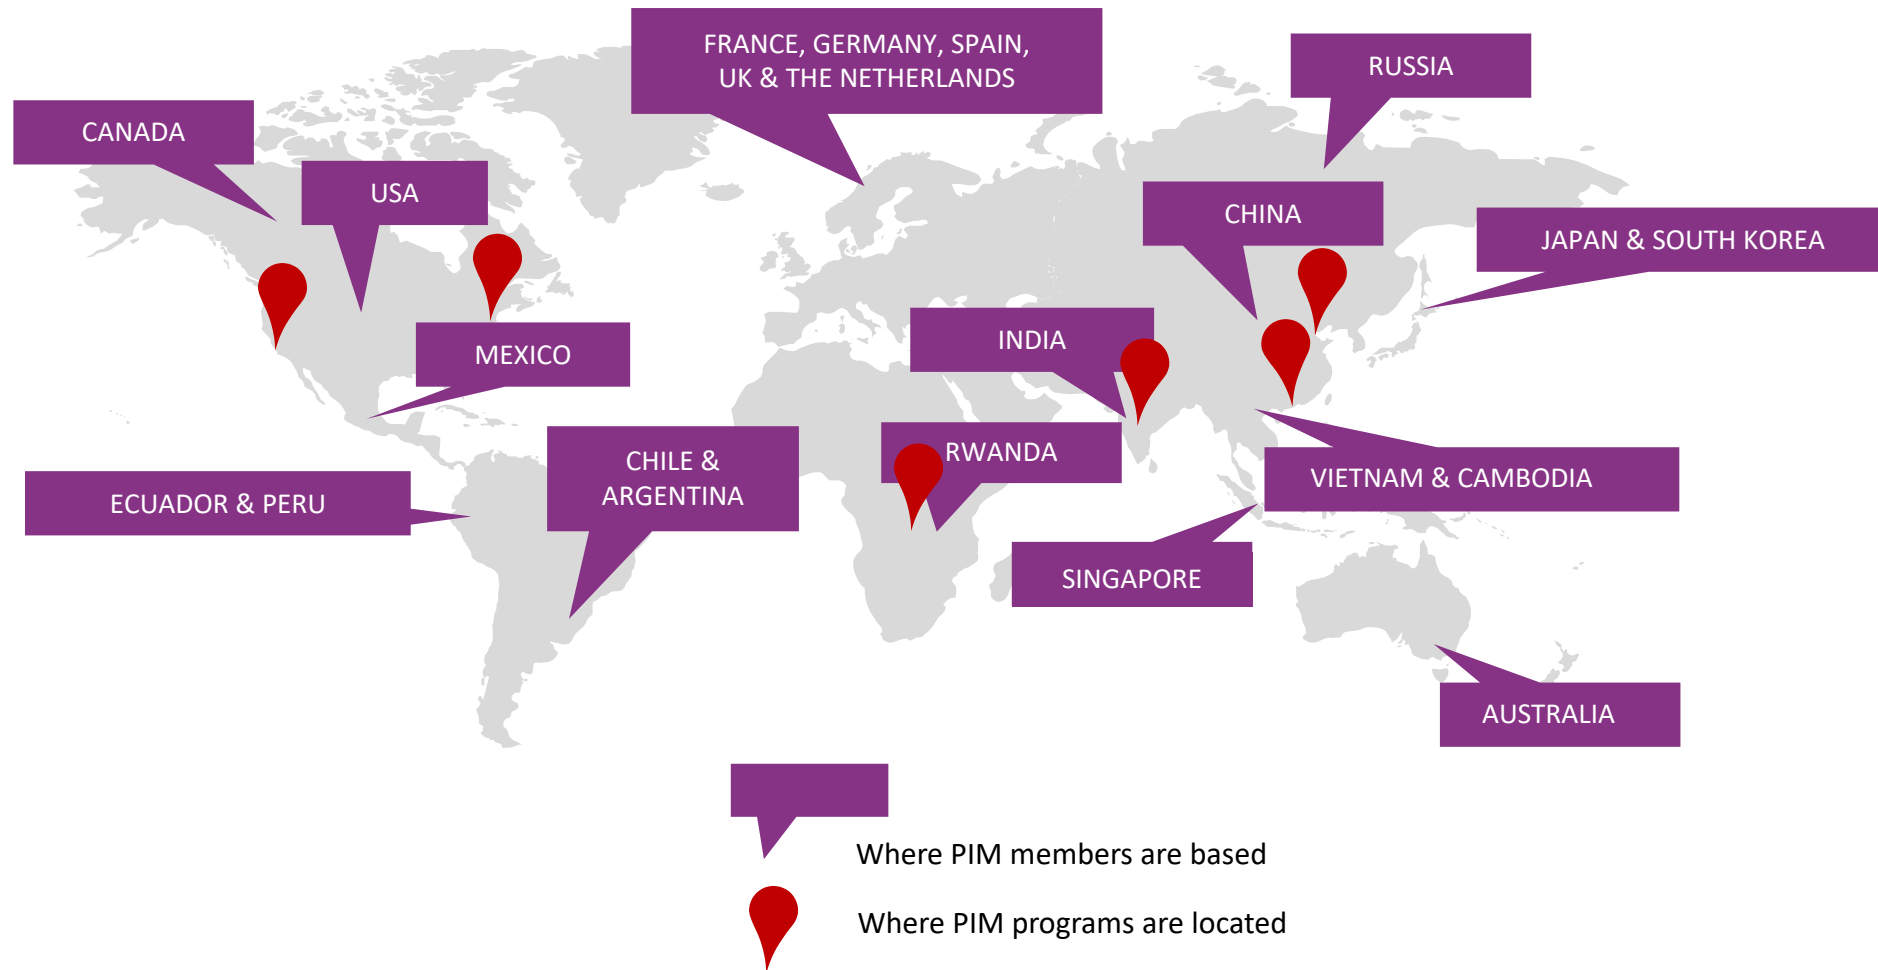 FRANCE, GERMANY, SPAIN,
UK & THE NETHERLANDS
RUSSIA
CANADA
USA
CHINA
JAPAN & SOUTH KOREA
INDIA
MEXICO
RWANDA
CHILE &
ARGENTINA
VIETNAM & CAMBODIA
ECUADOR & PERU
SINGAPORE
AUSTRALIA
Where PIM members are based
Where PIM programs are located